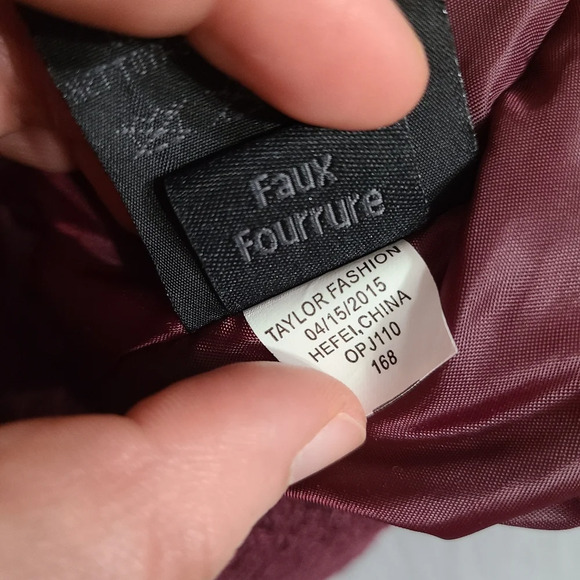 Faux
Fourrure
TAYLOR FASHION
04/15/2015
HEFEI,CHINA
OPJ110
168